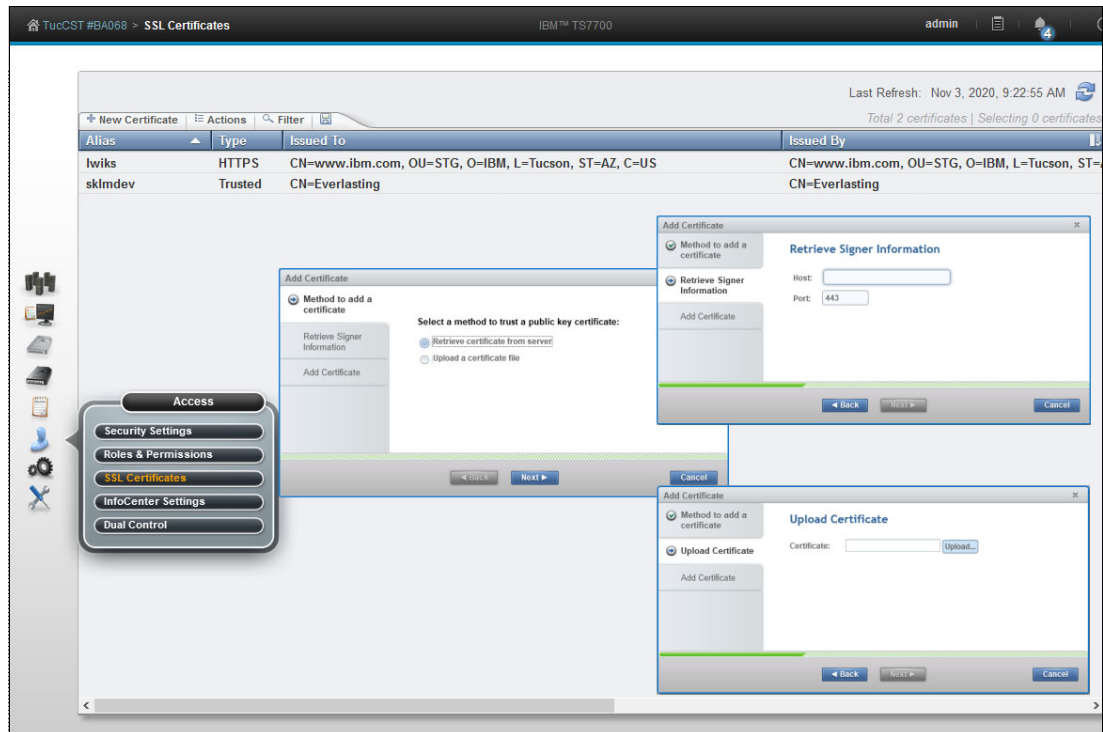 TucCST #BA068 > SSL Certificates
IBM™ TS7700
admin
4
Last Refresh: Nov 3, 2020, 9:22:55 AM
New Certificate Actions Filter
Total 2 certificates | Selecting 0 certificates
Alias Type Issued To Issued By
lwiks HTTPS CN=www.ibm.com, OU=STG, O=IBM, L=Tucson, ST=AZ, C=US CN=www.ibm.com, OU=STG, O=IBM, L=Tucson, ST=
sklmdev Trusted CN=Everlasting CN=Everlasting
Add Certificate
Method to add a
certificate
Retrieve Signer
Information
Add Certificate
Select a method to trust a public key certificate:
Retrieve certificate from server
Upload a certificate file
Back Next Cancel
Add Certificate
Method to add a
certificate
Retrieve Signer
Information
Add Certificate
Retrieve Signer Information
Host:
Port: 443
Back Next Cancel
Access
Security Settings
Roles & Permissions
SSL Certificates
InfoCenter Settings
Dual Control
Add Certificate
Method to add a
certificate
Upload Certificate
Add Certificate
Upload Certificate
Certificate: Upload...
Back Next Cancel